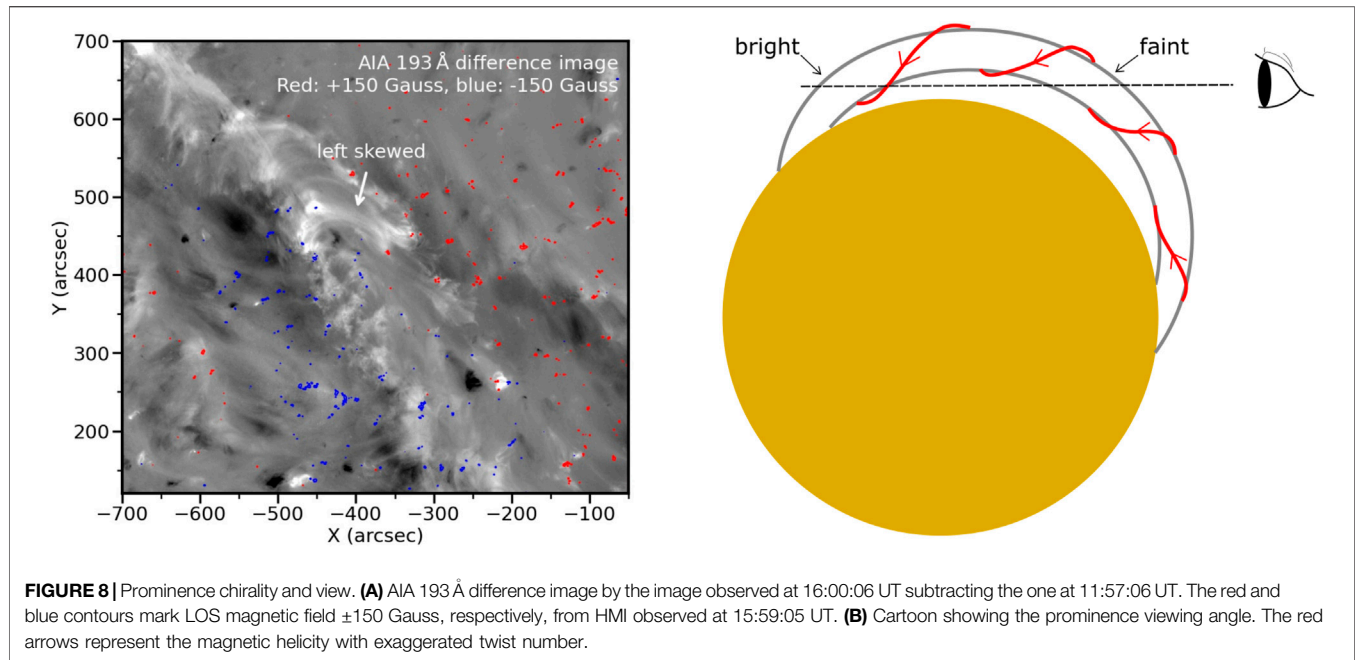 AIA 193 Å difference image
Red: +150 Gauss, blue: -150 Gauss
left skewed
700
600
500
400
300
200
Y (arcsec)
−700 −600 −500 −400 −300 −200 −100
X (arcsec)
bright
faint
FIGURE 8 | Prominence chirality and view. (A) AIA 193 Å difference image by the image observed at 16:00:06 UT subtracting the one at 11:57:06 UT. The red and
blue contours mark LOS magnetic field ±150 Gauss, respectively, from HMI observed at 15:59:05 UT. (B) Cartoon showing the prominence viewing angle. The red
arrows represent the magnetic helicity with exaggerated twist number.